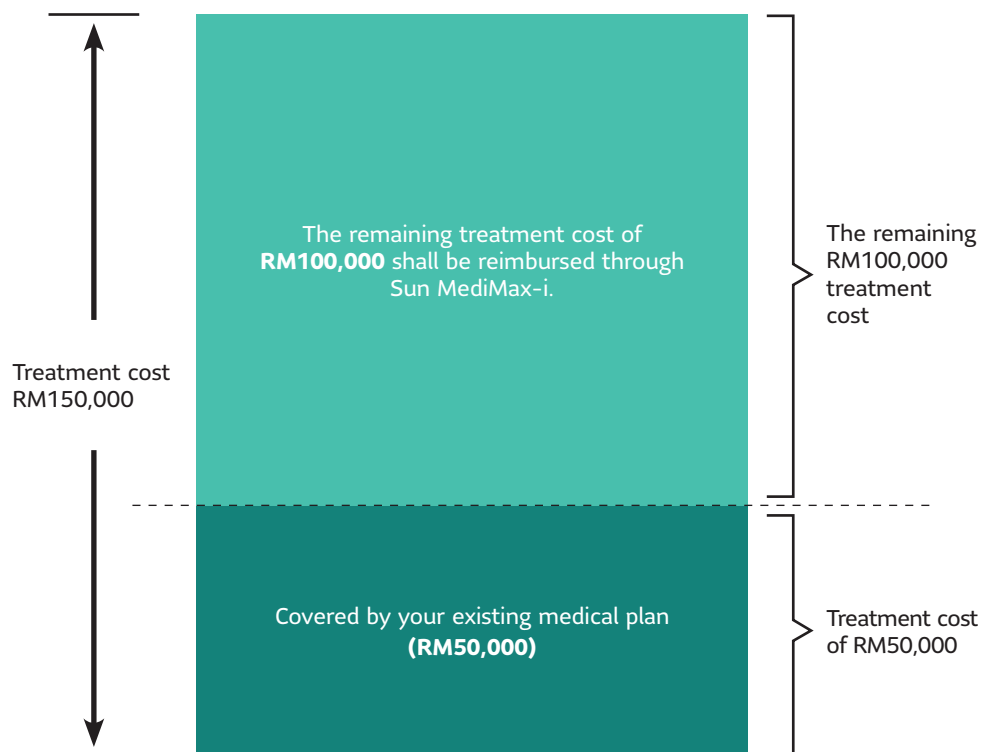 Treatment cost
RM150,000
The remaining treatment cost of
RM100,000 shall be reimbursed through
Sun MediMax-i.
The remaining
RM100,000
treatment
cost
Covered by your existing medical plan
(RM50,000)
Treatment cost
of RM50,000